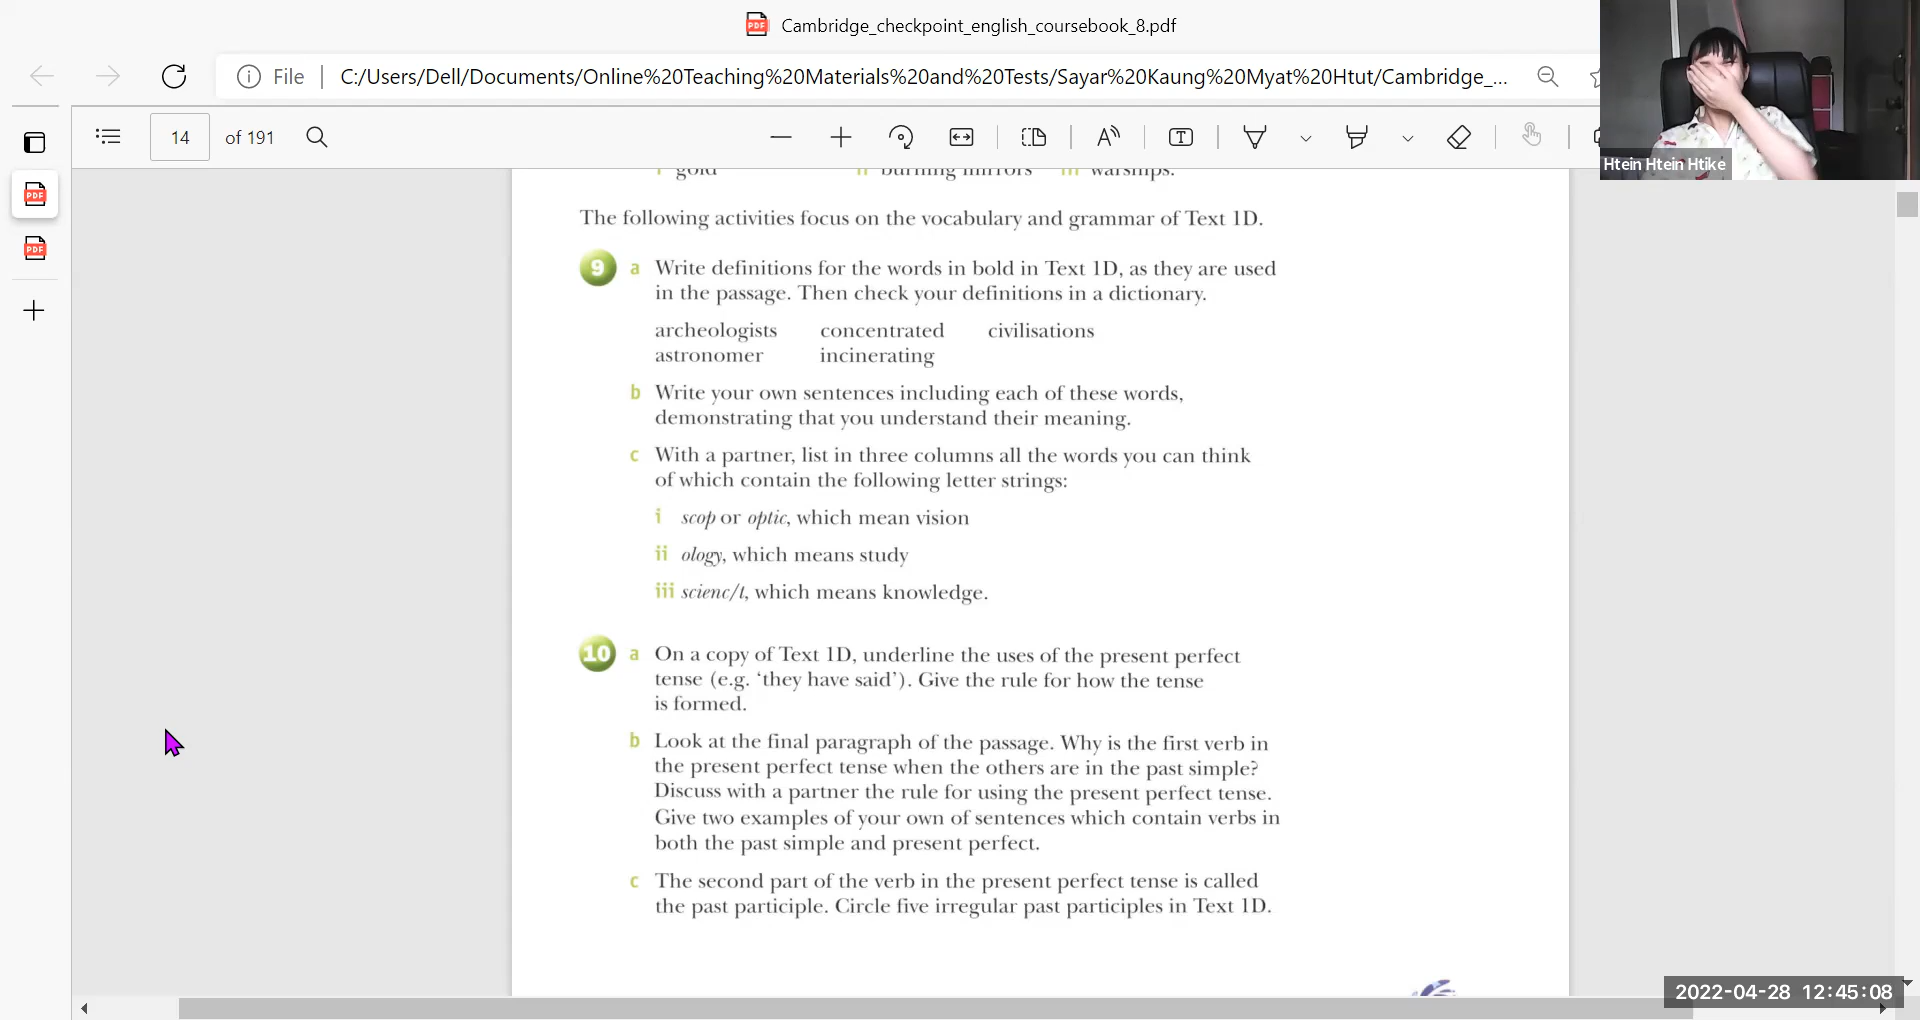 Cambridge_checkpoint_english_coursebook_8.pdf
File
C:/Users/Dell/Documents/Online%20Teaching%20Materials%20and%20Tests/Sayar%20Kaung%20Myat%20Htut/Cambridge_...
14 of 191
Htein Htein Htike
i gold ii burning mirrors iii warships.
The following activities focus on the vocabulary and grammar of Text 1D.
9 a Write definitions for the words in bold in Text 1D, as they are used
in the passage. Then check your definitions in a dictionary.
archeologists concentrated civilisations
astronomer incinerating
b Write your own sentences including each of these words,
demonstrating that you understand their meaning.
c With a partner, list in three columns all the words you can think
of which contain the following letter strings:
i scop or optic, which mean vision
ii ology, which means study
iii scienc/t, which means knowledge.
10 a On a copy of Text 1D, underline the uses of the present perfect
tense (e.g. ‘they have said’). Give the rule for how the tense
is formed.
b Look at the final paragraph of the passage. Why is the first verb in
the present perfect tense when the others are in the past simple?
Discuss with a partner the rule for using the present perfect tense.
Give two examples of your own of sentences which contain verbs in
both the past simple and present perfect.
c The second part of the verb in the present perfect tense is called
the past participle. Circle five irregular past participles in Text 1D.
2022-04-28 12:45:08